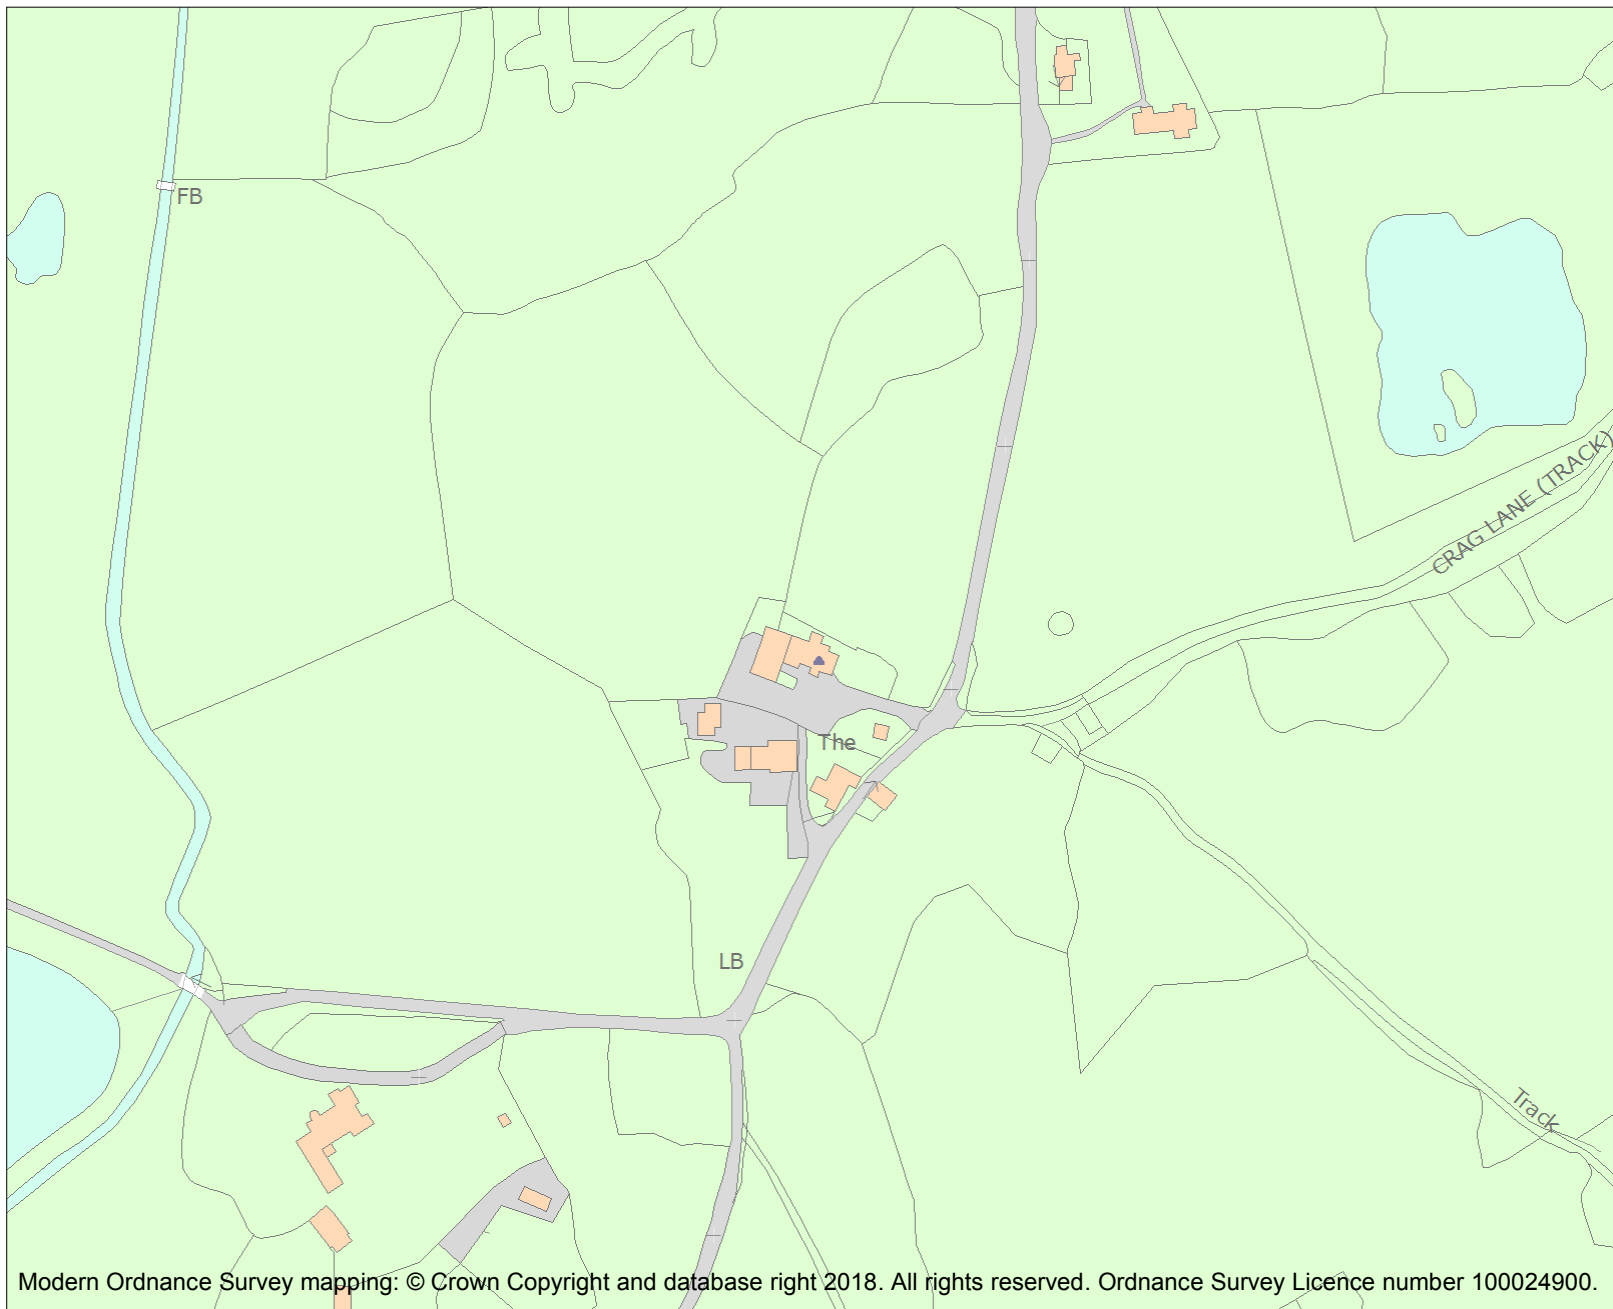 FB
CRAG LANE (TRACK)
The
LB
Track
Modern Ordnance Survey mapping: © Crown Copyright and database right 2018. All rights reserved. Ordnance Survey Licence number 100024900.